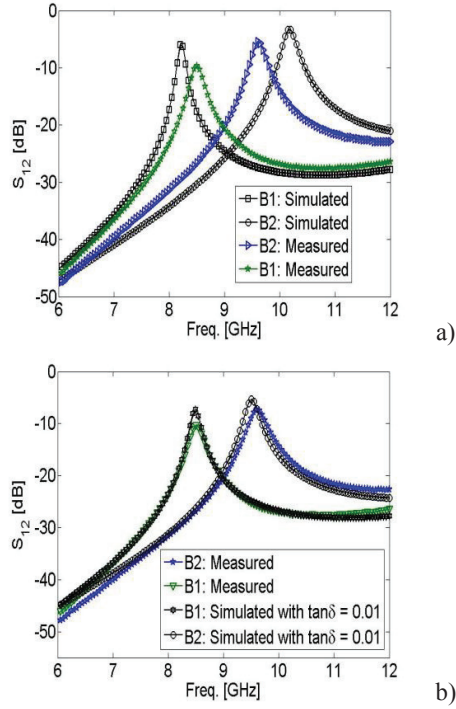 0
-10
-20
-30
-40
-50
S12 [dB]
B1: Simulated
B2: Simulated
B2: Measured
B1: Measured
6 7 8 9 10 11 12
Freq. [GHz]
a)
0
-10
-20
-30
-40
-50
S12 [dB]
B2: Measured
B1: Measured
B1: Simulated with tanδ = 0.01
B2: Simulated with tanδ = 0.01
6 7 8 9 10 11 12
Freq. [GHz]
b)